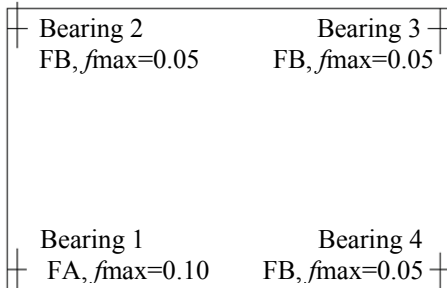 Bearing 2
FB, fmax=0.05
Bearing 3
FB, fmax=0.05
Bearing 1
FA, fmax=0.10
Bearing 4
FB, fmax=0.05